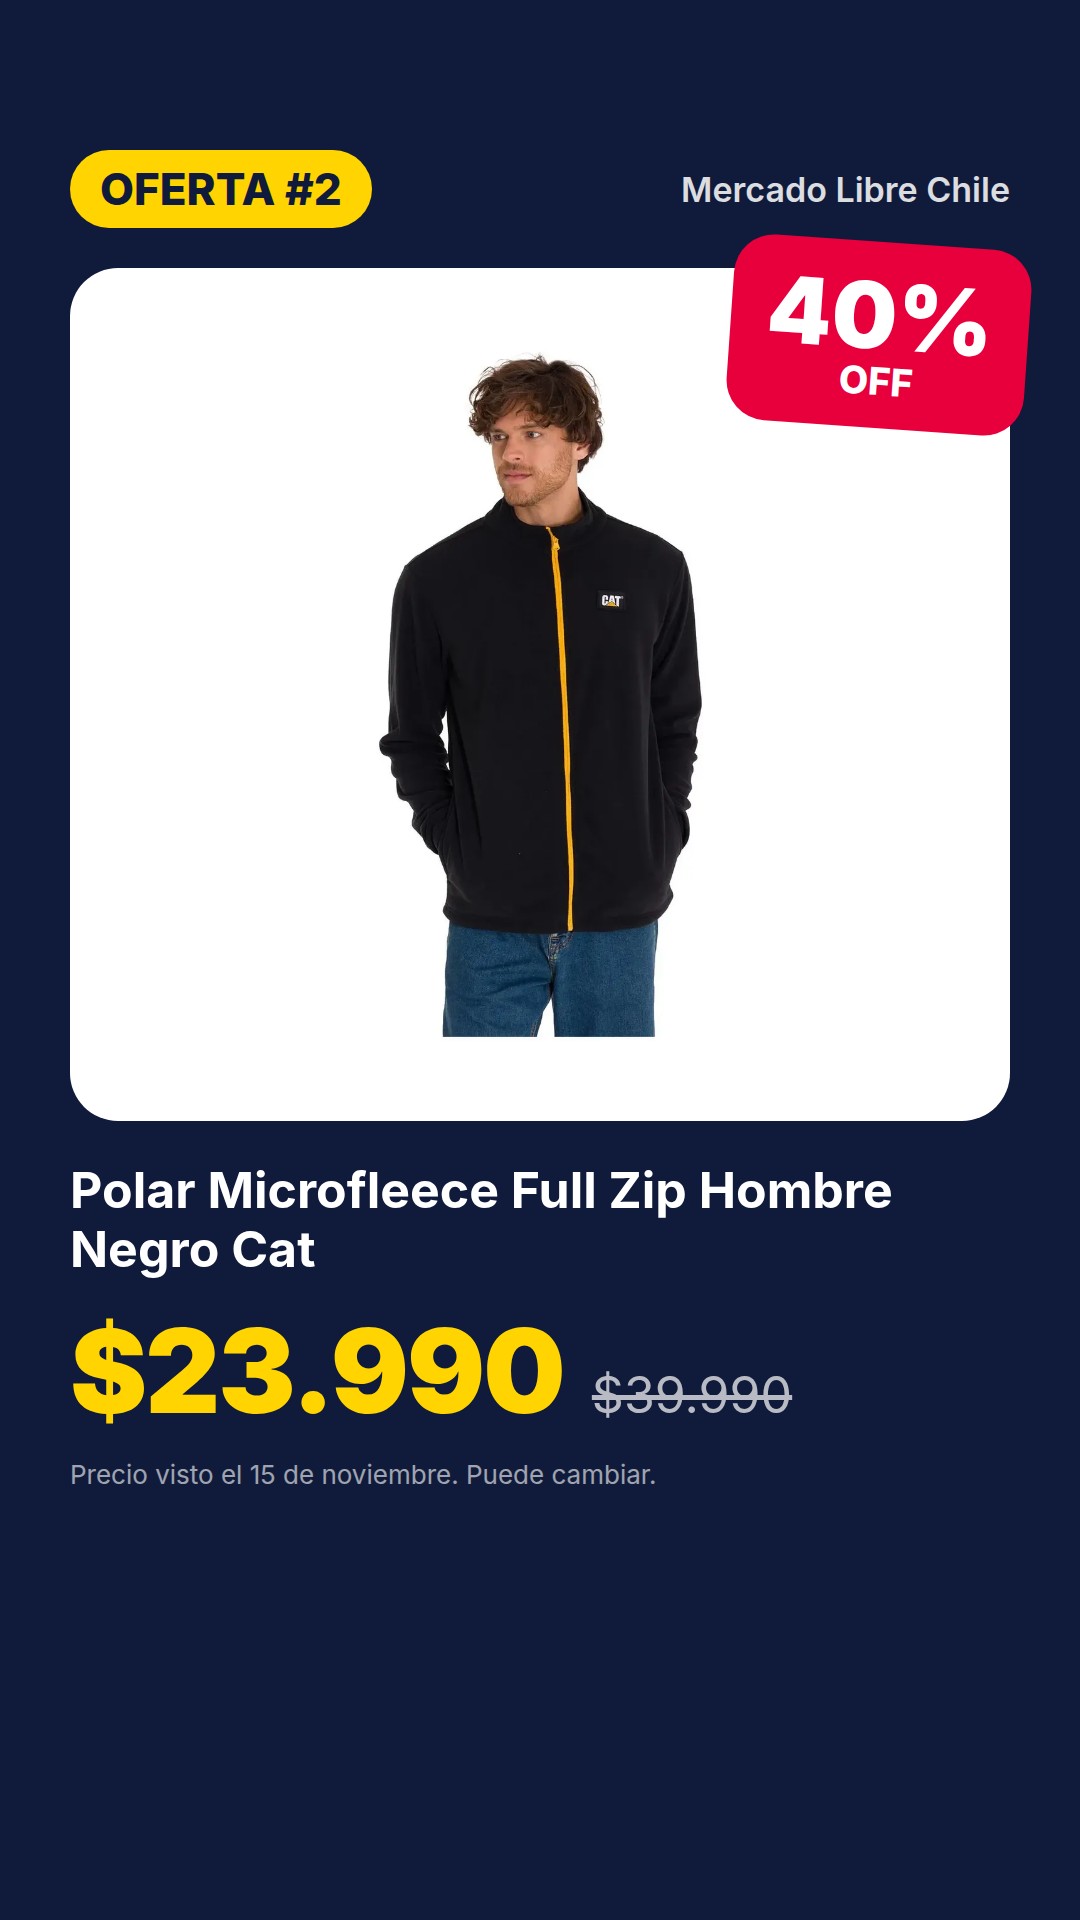 OFERTA #2
Mercado Libre Chile
40%
OFF
CAT
Polar Microfleece Full Zip Hombre
Negro Cat
$23.990 $39.990
Precio visto el 15 de noviembre. Puede cambiar.